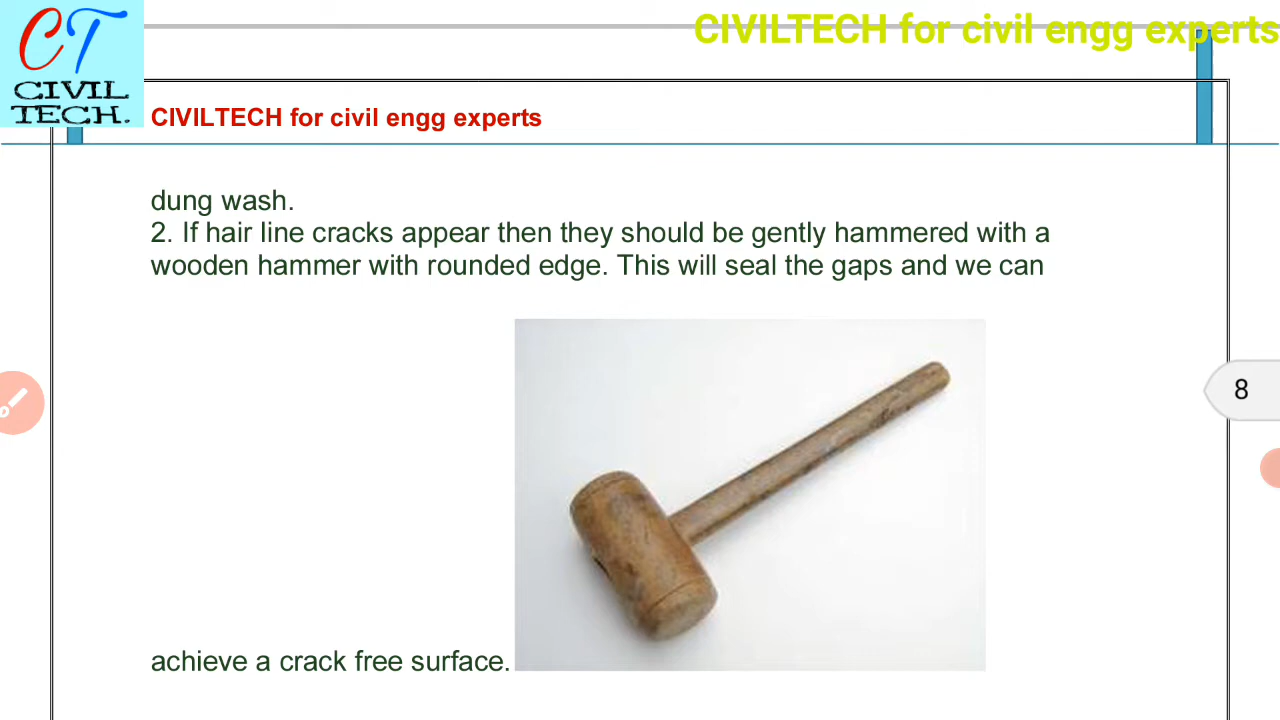 CT
CIVIL
TECH.
CIVILTECH for civil engg experts
CIVILTECH for civil engg experts
dung wash.
2. If hair line cracks appear then they should be gently hammered with a
wooden hammer with rounded edge. This will seal the gaps and we can
8
achieve a crack free surface.